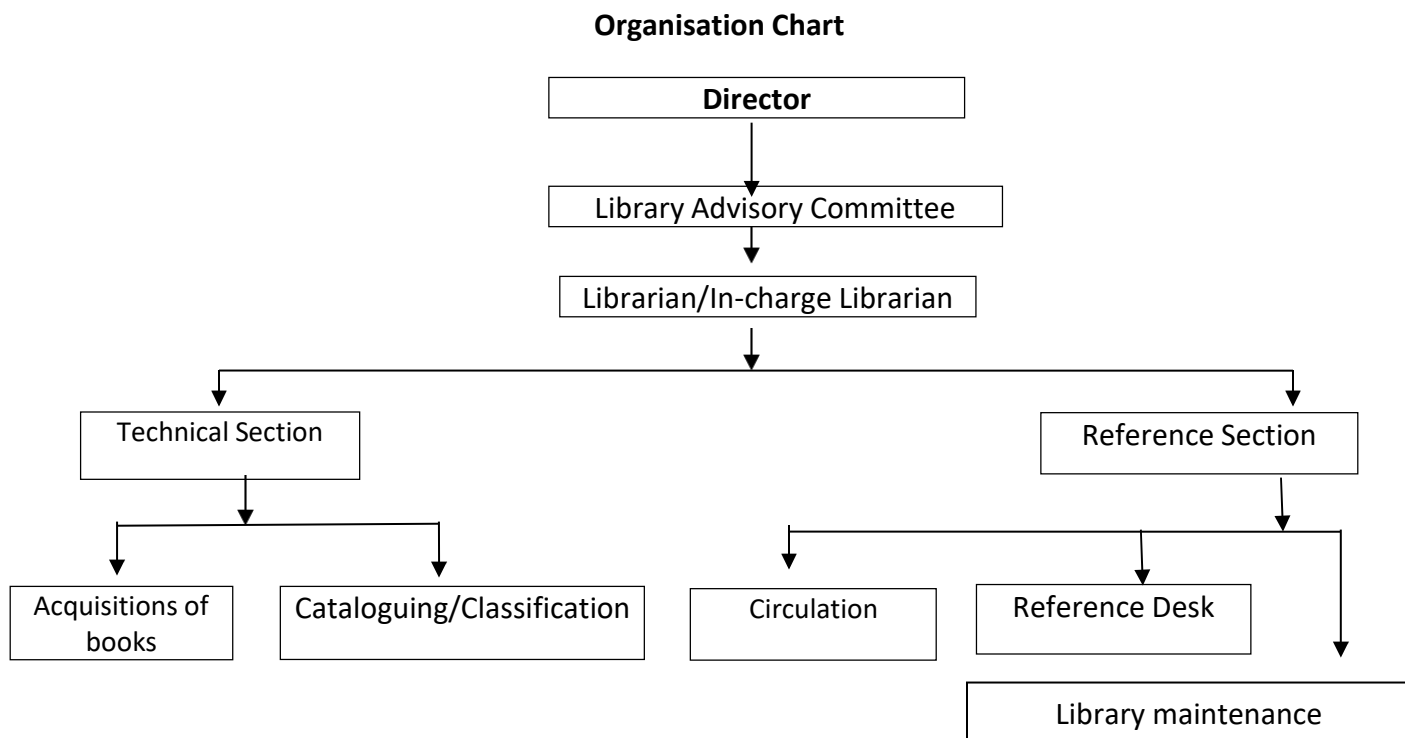 Organisation Chart
Director
Library Advisory Committee
Librarian/In-charge Librarian
Technical Section
Reference Section
Acquisitions of
books
Cataloguing/Classification
Circulation
Reference Desk
Library maintenance